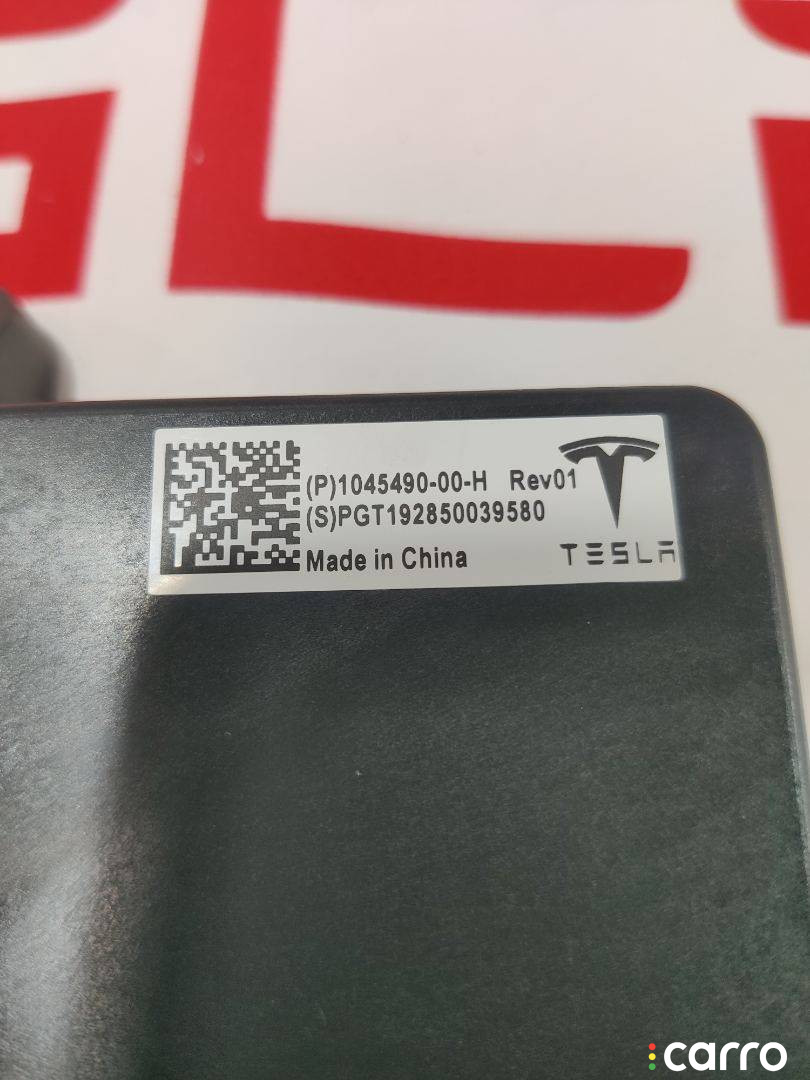 (P)1045490-00-H Rev01
(S)PGT192850039580
Made in China
TESLA
carro